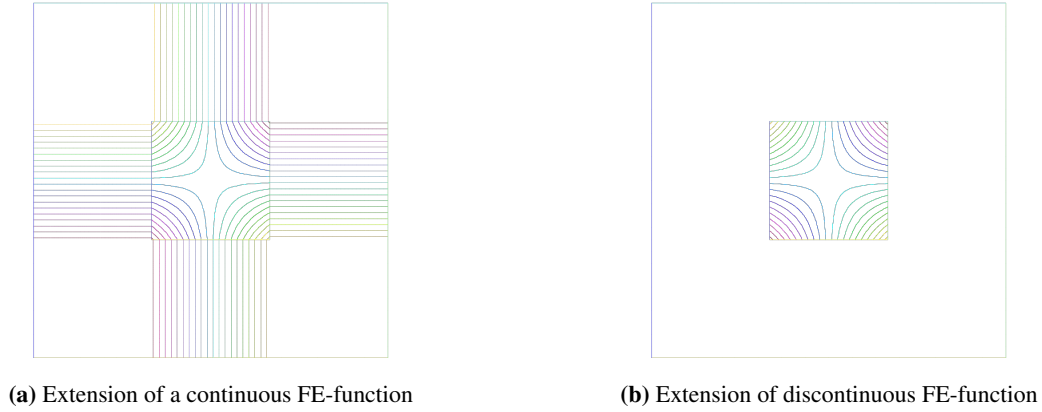 (a) Extension of a continuous FE-function
(b) Extension of discontinuous FE-function